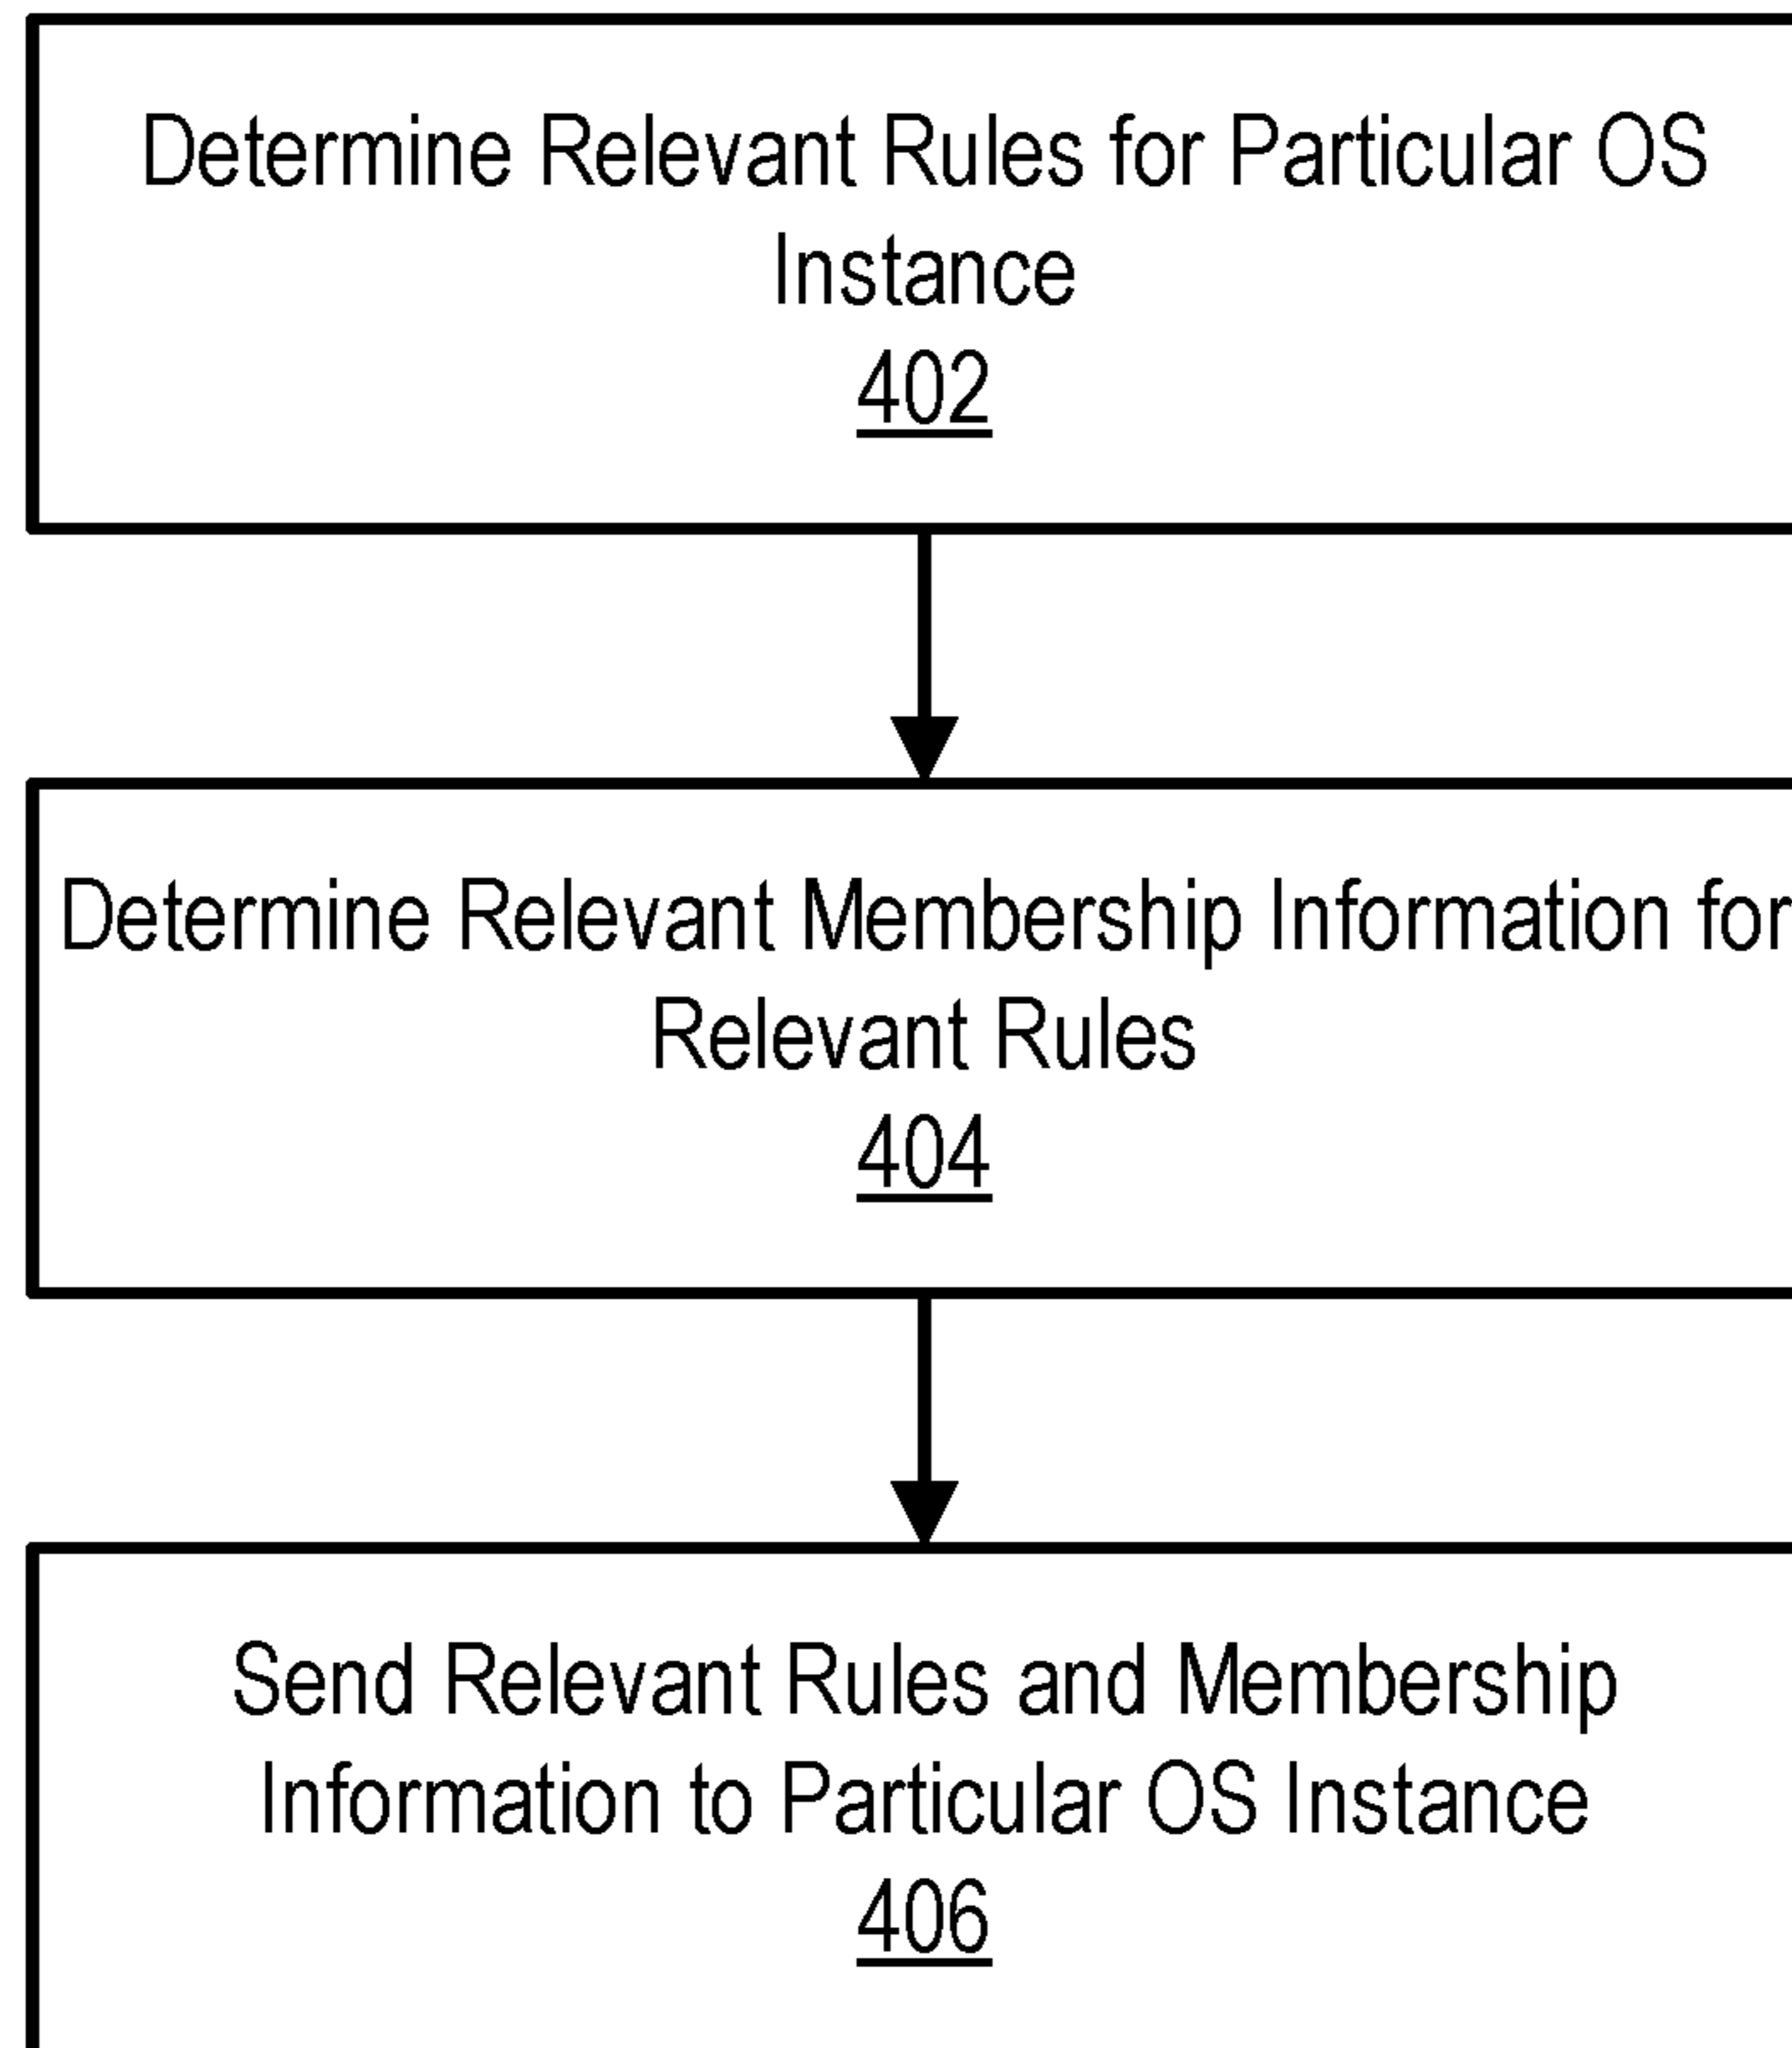 Determine Relevant Rules for Particular OS
Instance
402
Determine Relevant Membership Information for
Relevant Rules
404
Send Relevant Rules and Membership
Information to Particular OS Instance
406